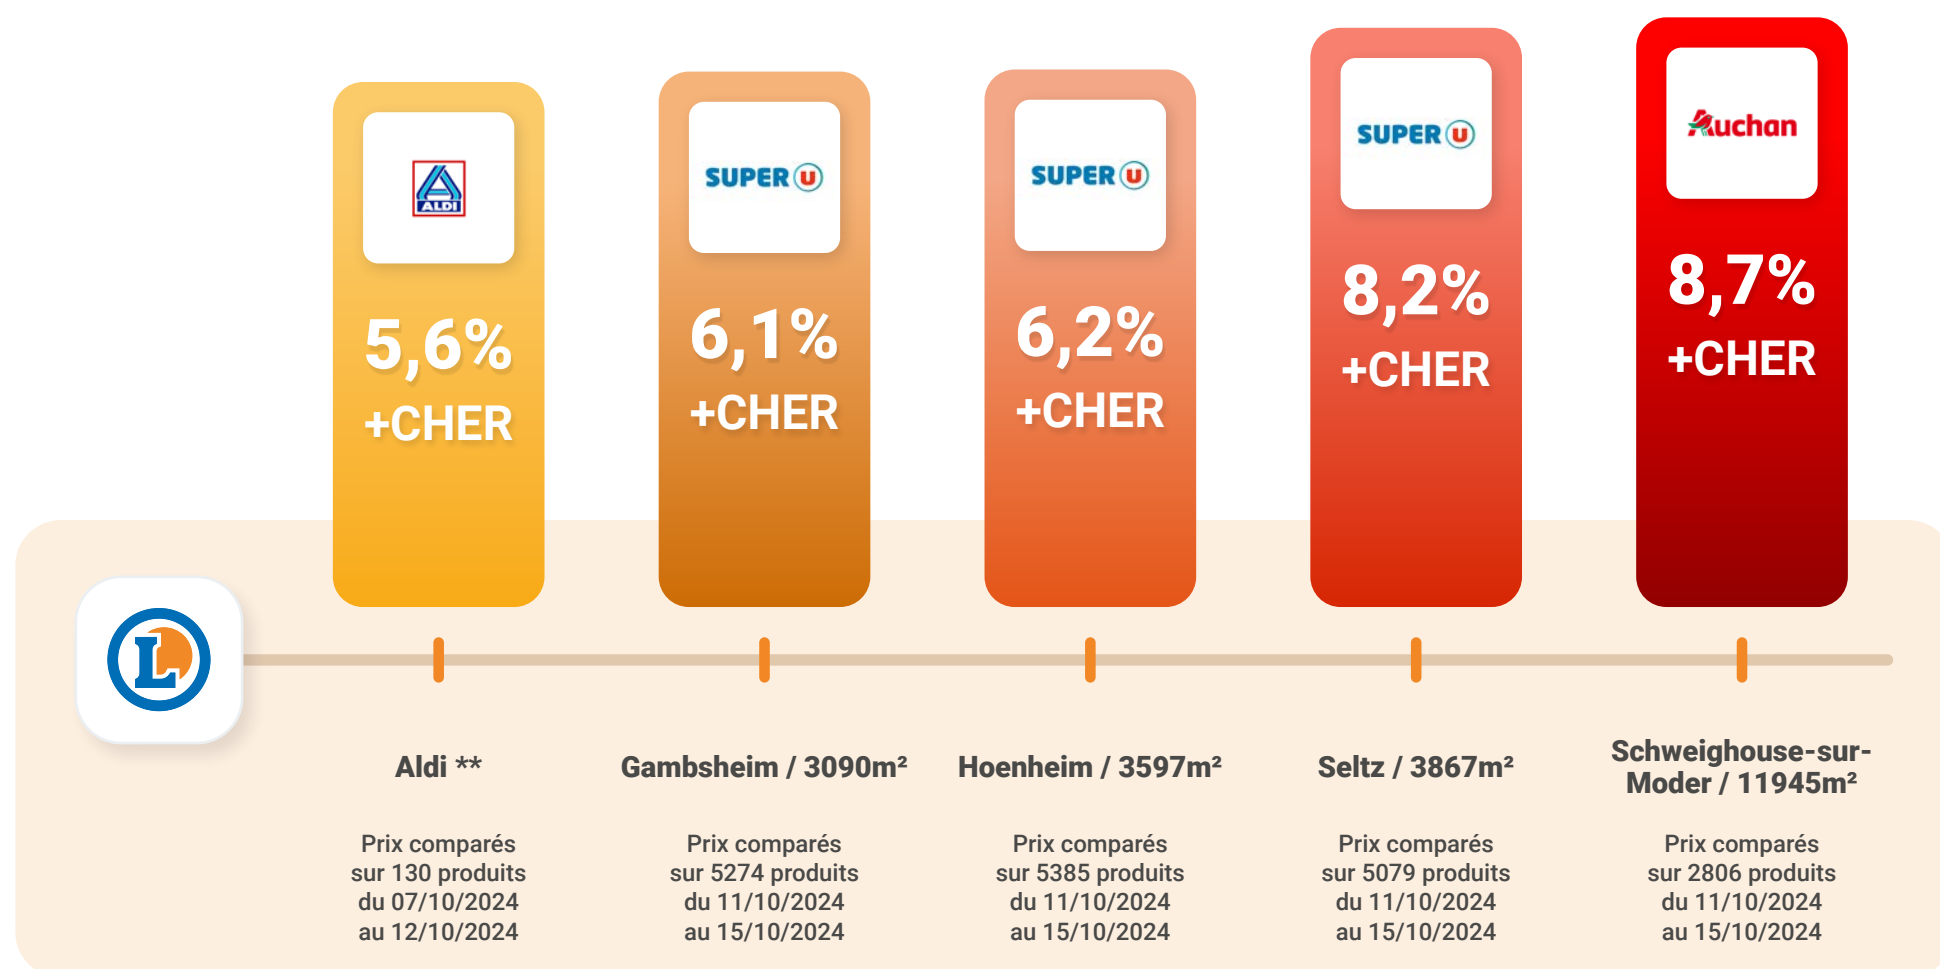 ALDI
5,6%
+CHER
SUPER U
6,1%
+CHER
SUPER U
6,2%
+CHER
SUPER U
8,2%
+CHER
Auchan
8,7%
+CHER
L
Aldi **
Prix comparés
sur 130 produits
du 07/10/2024
au 12/10/2024
Gambsheim / 3090m²
Prix comparés
sur 5274 produits
du 11/10/2024
au 15/10/2024
Hoenheim / 3597m²
Prix comparés
sur 5385 produits
du 11/10/2024
au 15/10/2024
Seltz / 3867m²
Prix comparés
sur 5079 produits
du 11/10/2024
au 15/10/2024
Schweighouse-sur-
Moder / 11945m²
Prix comparés
sur 2806 produits
du 11/10/2024
au 15/10/2024